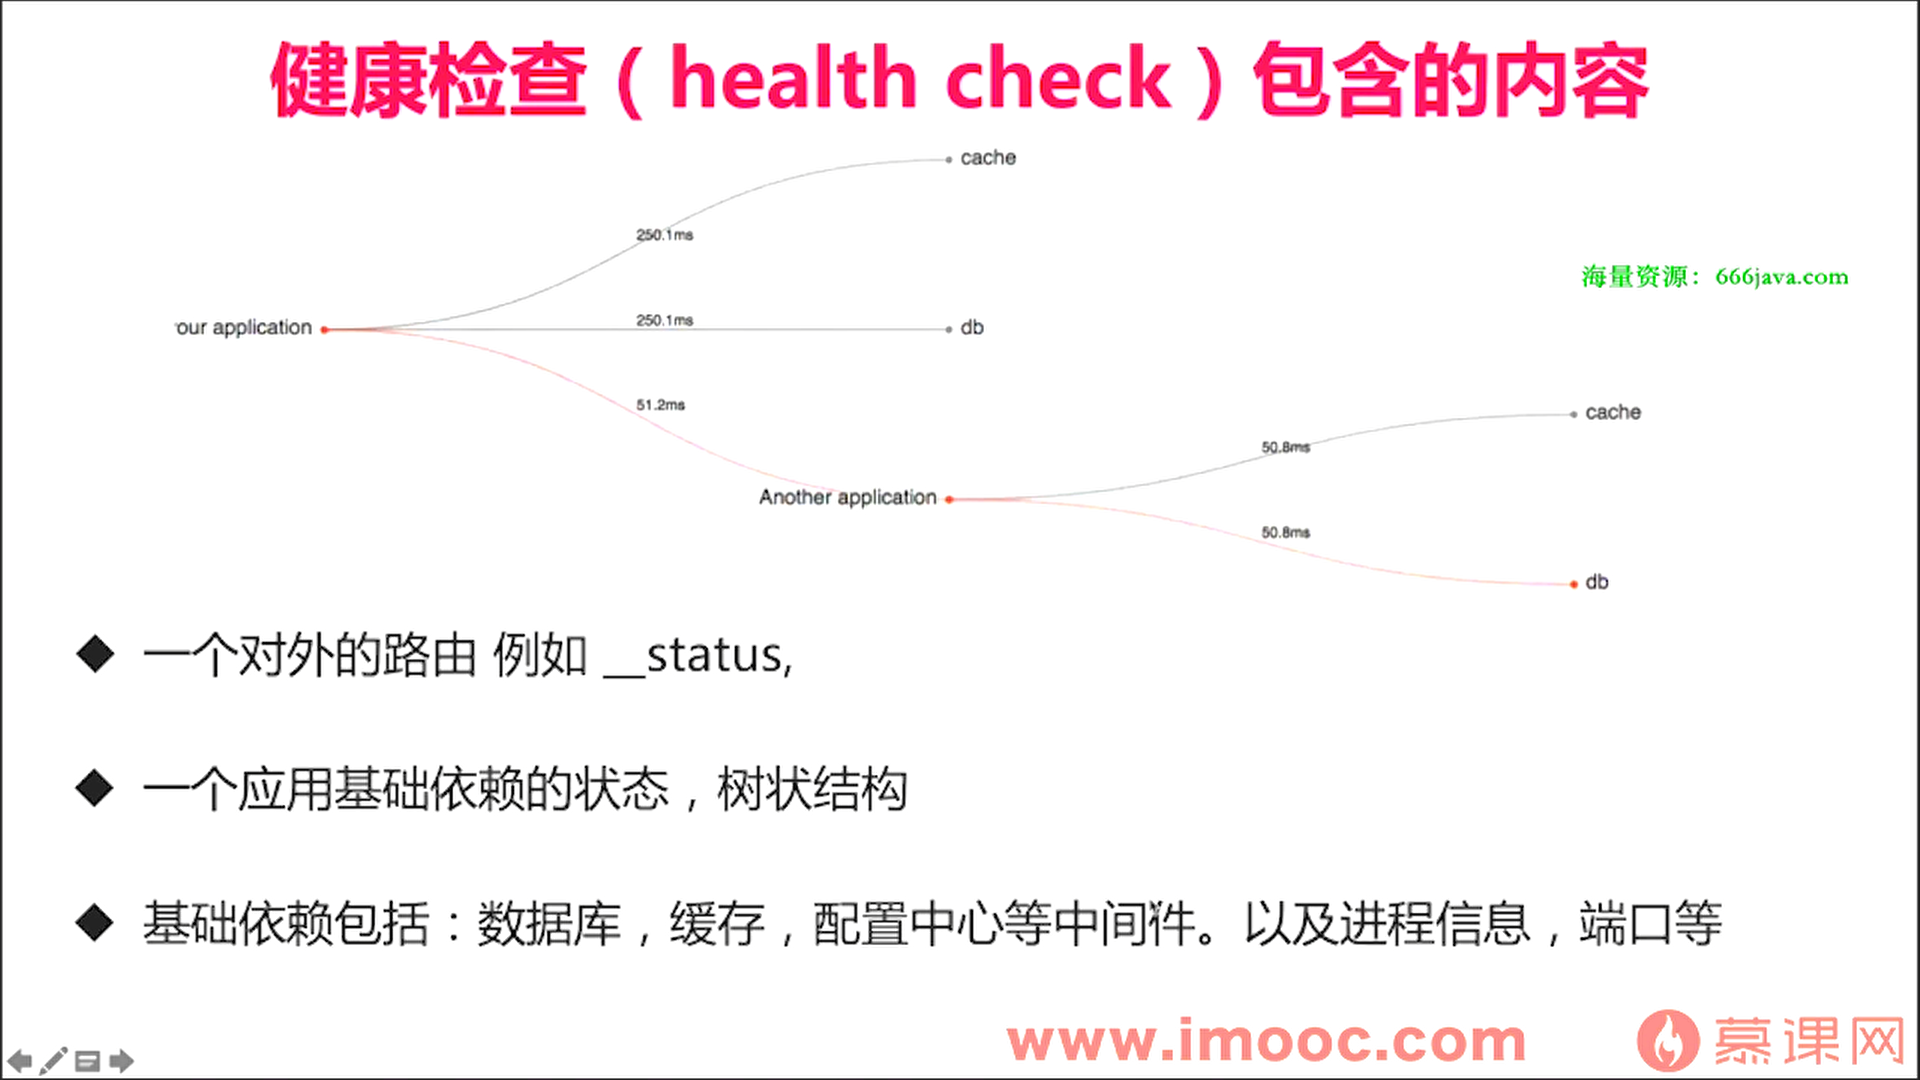 健康检查（health check）包含的内容
cache
250.1ms
海量资源：666java.com
our application
250.1ms
db
51.2ms
cache
50.8ms
Another application
50.8ms
db
一个对外的路由 例如 __status,
一个应用基础依赖的状态，树状结构
基础依赖包括：数据库，缓存，配置中心等中间件。以及进程信息，端口等
www.imooc.com
慕课网